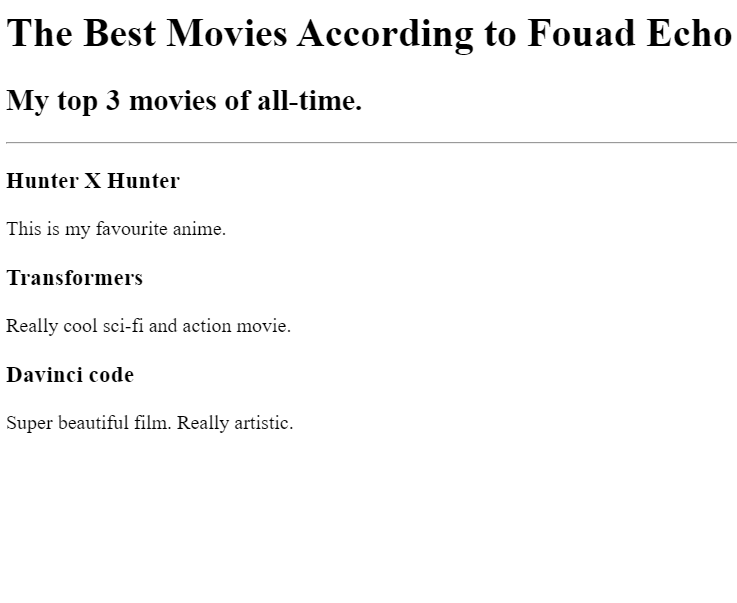 The Best Movies According to Fouad Echo
My top 3 movies of all-time.
Hunter X Hunter
This is my favourite anime.
Transformers
Really cool sci-fi and action movie.
Davinci code
Super beautiful film. Really artistic.